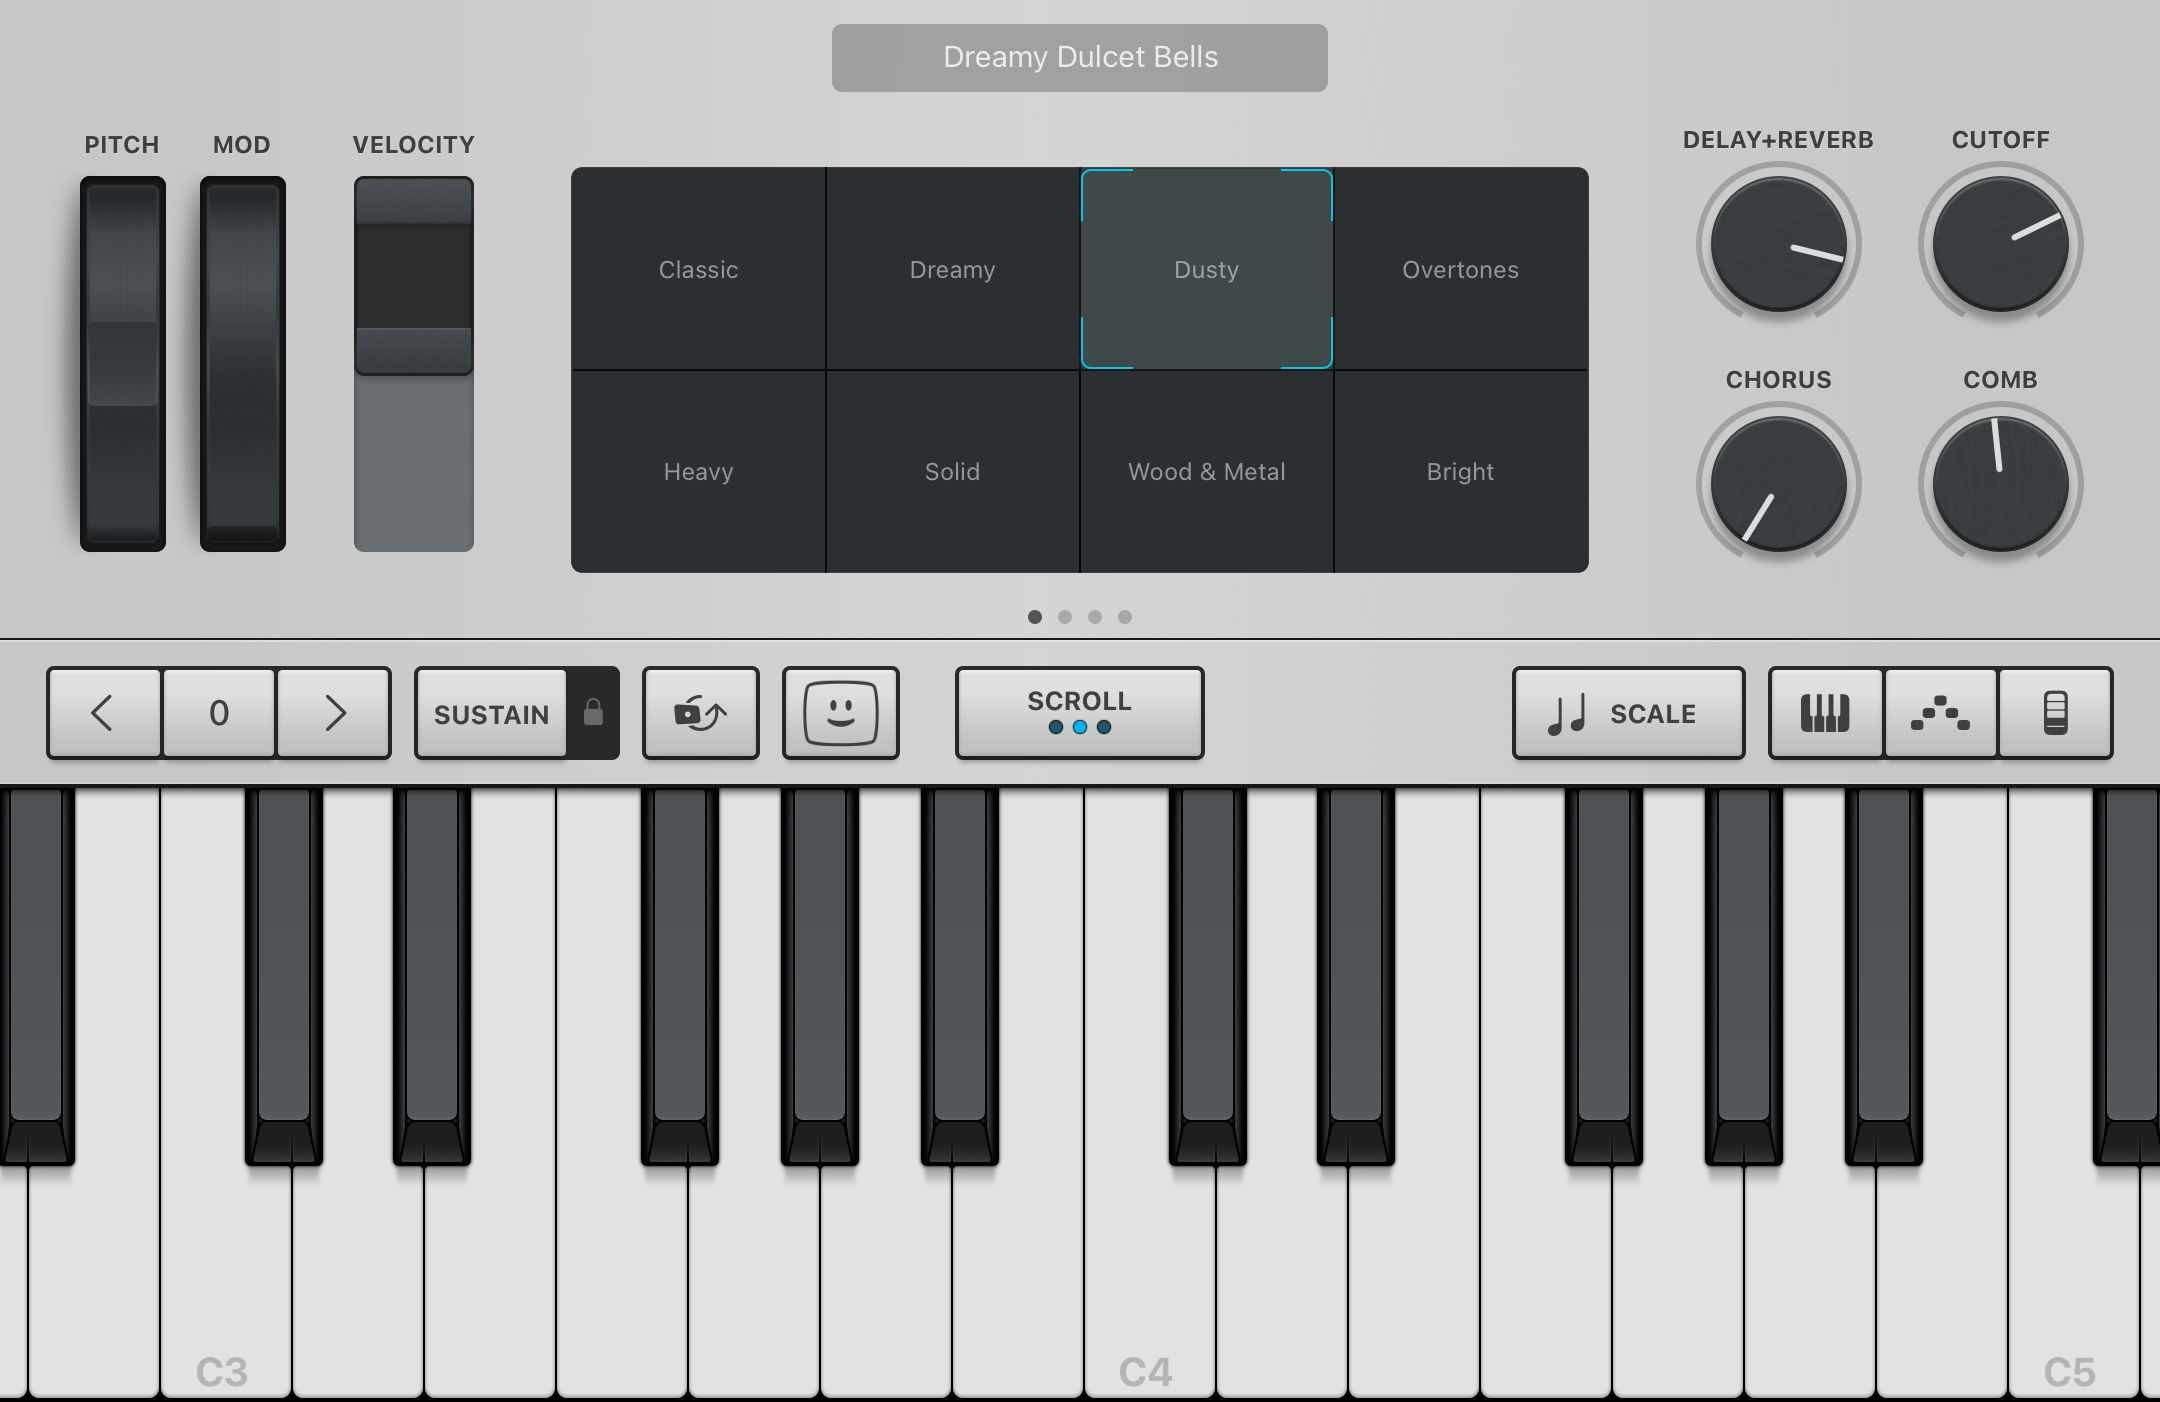 Dreamy Dulcet Bells
PITCH MOD VELOCITY
DELAY+REVERB CUTOFF
Classic Dreamy Dusty Overtones
CHORUS COMB
Heavy Solid Wood & Metal Bright
0 SUSTAIN SCROLL SCALE
C3 C4 C5